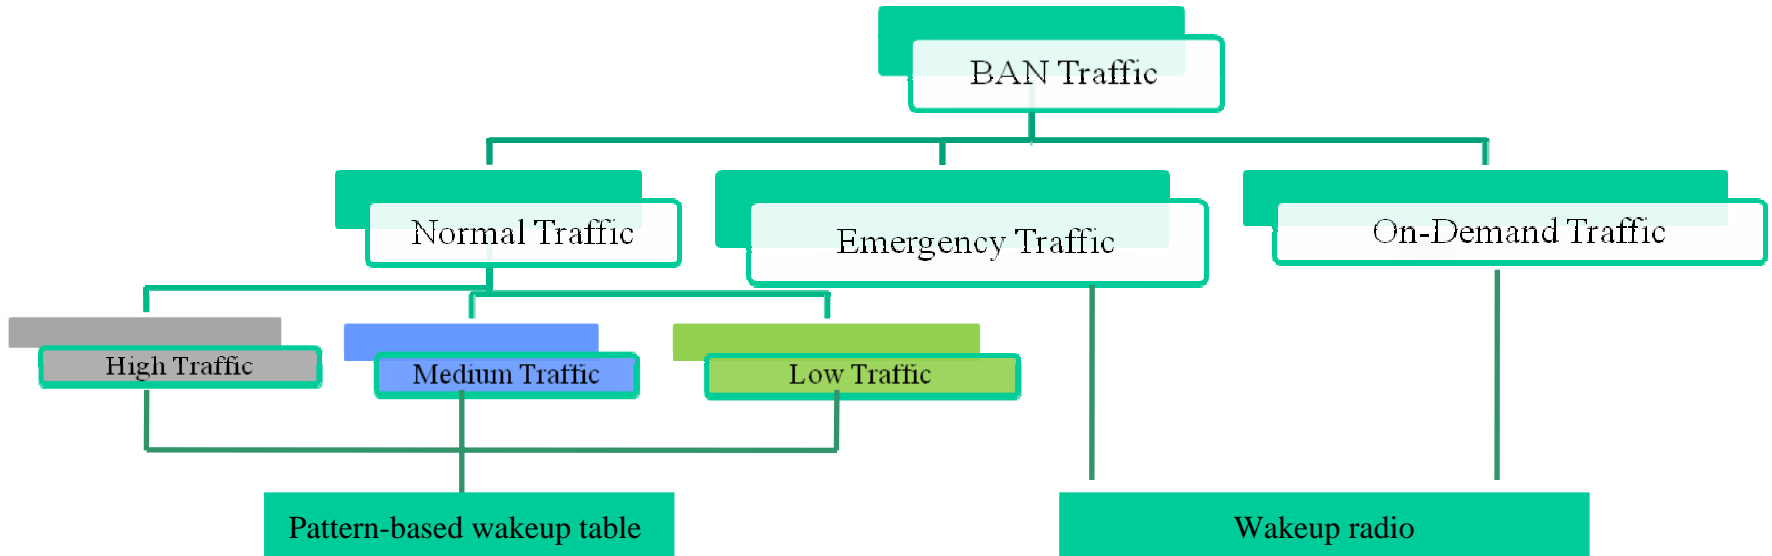 BAN Traffic
Normal Traffic
Emergency Traffic
On-Demand Traffic
High Traffic
Medium Traffic
Low Traffic
Pattern-based wakeup table
Wakeup radio